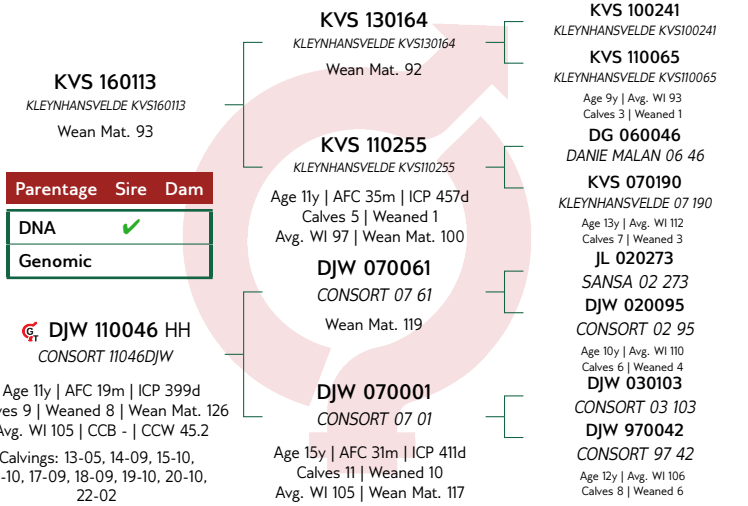 KVS 160113
KLEYNHANSVELDE KVS160113
Wean Mat. 93
Parentage Sire Dam
DNA ✔
Genomic
DJW 110046 HH
CONSORT 11046DJW
Age 11y | AFC 19m | ICP 399d
es 9 | Weaned 8 | Wean Mat. 126
vg. WI 105 | CCB - | CCW 45.2
Calvings: 13-05, 14-09, 15-10,
-10, 17-09, 18-09, 19-10, 20-10,
22-02
KVS 130164
KLEYNHANSVELDE KVS130164
Wean Mat. 92
KVS 110255
KLEYNHANSVELDE KVS110255
Age 11y | AFC 35m | ICP 457d
Calves 5 | Weaned 1
Avg. WI 97 | Wean Mat. 100
DJW 070061
CONSORT 07 61
Wean Mat. 119
DJW 070001
CONSORT 07 01
Age 15y | AFC 31m | ICP 411d
Calves 11 | Weaned 10
Avg. WI 105 | Wean Mat. 117
KVS 100241
KLEYNHANSVELDE KVS100241
KVS 110065
KLEYNHANSVELDE KVS110065
Age 9y | Avg. WI 93
Calves 3 | Weaned 1
DG 060046
DANIE MALAN 06 46
KVS 070190
KLEYNHANSVELDE 07 190
Age 13y | Avg. WI 112
Calves 7 | Weaned 3
JL 020273
SANSA 02 273
DJW 020095
CONSORT 02 95
Age 10y | Avg. WI 110
Calves 6 | Weaned 4
DJW 030103
CONSORT 03 103
DJW 970042
CONSORT 97 42
Age 12y | Avg. WI 106
Calves 8 | Weaned 6